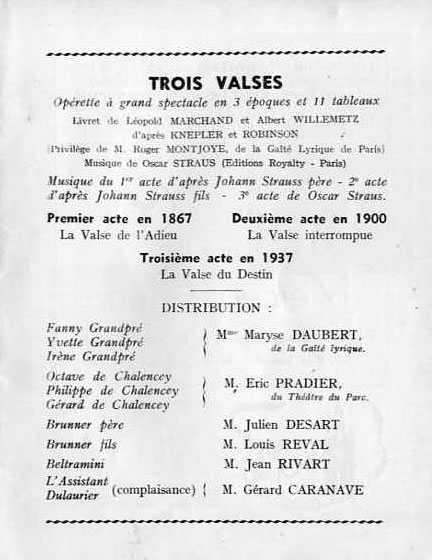 TROIS VALSES
Opérette à grand spectacle en 3 époques et 11 tableaux
Livret de Léopold MARCHAND et Albert WILLEMETZ
d'après KNEPLER et ROBINSON
(Privilège de M. Roger MONTJOYE, de la Gaîté Lyrique de Paris)
Musique de Oscar STRAUS (Editions Royalty - Paris)
Musique du 1er acte d'après Johann Strauss père - 2e acte
d'après Johann Strauss fils - 3e acte de Oscar Straus.
Premier acte en 1867
La Valse de l'Adieu
Deuxième acte en 1900
La Valse interrompue
Troisième acte en 1937
La Valse du Destin
DISTRIBUTION :
Fanny Grandpré
Yvette Grandpré
Irène Grandpré
Mme Maryse DAUBERT,
de la Gaîté lyrique.
Octave de Chalencey
Philippe de Chalencey
Gérard de Chalencey
M. Eric PRADIER,
du Théâtre du Parc.
Brunner père M. Julien DESART
Brunner fils M. Louis REVAL
Beltramini M. Jean RIVART
L'Assistant
Dulaurier (complaisance) M. Gérard CARANAVE